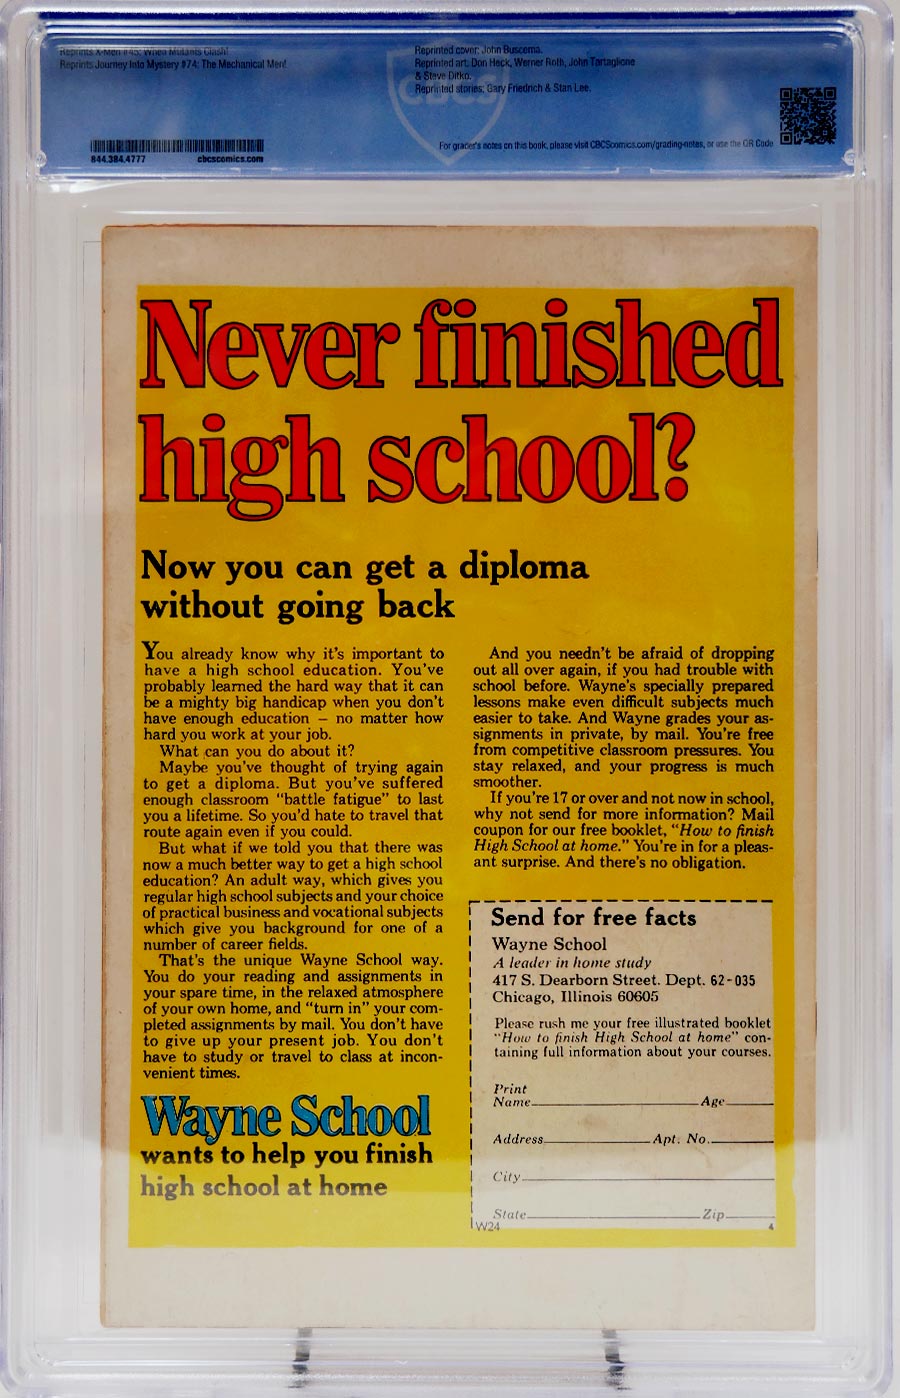 Reprints X-Men #45: When Mutants Clash!
Reprints Journey Into Mystery #74: The Mechanical Men!
Reprinted cover: John Buscema.
Reprinted art: Don Heck, Werner Roth, John Tartaglione
& Steve Ditko.
Reprinted stories: Gary Friedrich & Stan Lee.
CBCS
844.384.4777 cbcscomics.com
For grader's notes on this book, please visit CBCScomics.com/grading-notes, or use the QR Code
Never finished
high school?
Now you can get a diploma
without going back
You already know why it's important to
have a high school education. You've
probably learned the hard way that it can
be a mighty big handicap when you don't
have enough education — no matter how
hard you work at your job.
What can you do about it?
Maybe you've thought of trying again
to get a diploma. But you've suffered
enough classroom "battle fatigue" to last
you a lifetime. So you'd hate to travel that
route again even if you could.
But what if we told you that there was
now a much better way to get a high school
education? An adult way, which gives you
regular high school subjects and your choice
of practical business and vocational subjects
which give you background for one of a
number of career fields.
That's the unique Wayne School way.
You do your reading and assignments in
your spare time, in the relaxed atmosphere
of your own home, and "turn in" your com-
pleted assignments by mail. You don't have
to give up your present job. You don't
have to study or travel to class at incon-
venient times.
Wayne School
wants to help you finish
high school at home
And you needn't be afraid of dropping
out all over again, if you had trouble with
school before. Wayne's specially prepared
lessons make even difficult subjects much
easier to take. And Wayne grades your as-
signments in private, by mail. You're free
from competitive classroom pressures. You
stay relaxed, and your progress is much
smoother.
If you're 17 or over and not now in school,
why not send for more information? Mail
coupon for our free booklet, "How to finish
High School at home." You're in for a pleas-
ant surprise. And there's no obligation.
Send for free facts
Wayne School
A leader in home study
417 S. Dearborn Street. Dept. 62-035
Chicago, Illinois 60605
Please rush me your free illustrated booklet
"How to finish High School at home" con-
taining full information about your courses.
Print
Name Age
Address Apt. No.
City
State Zip
W24 4